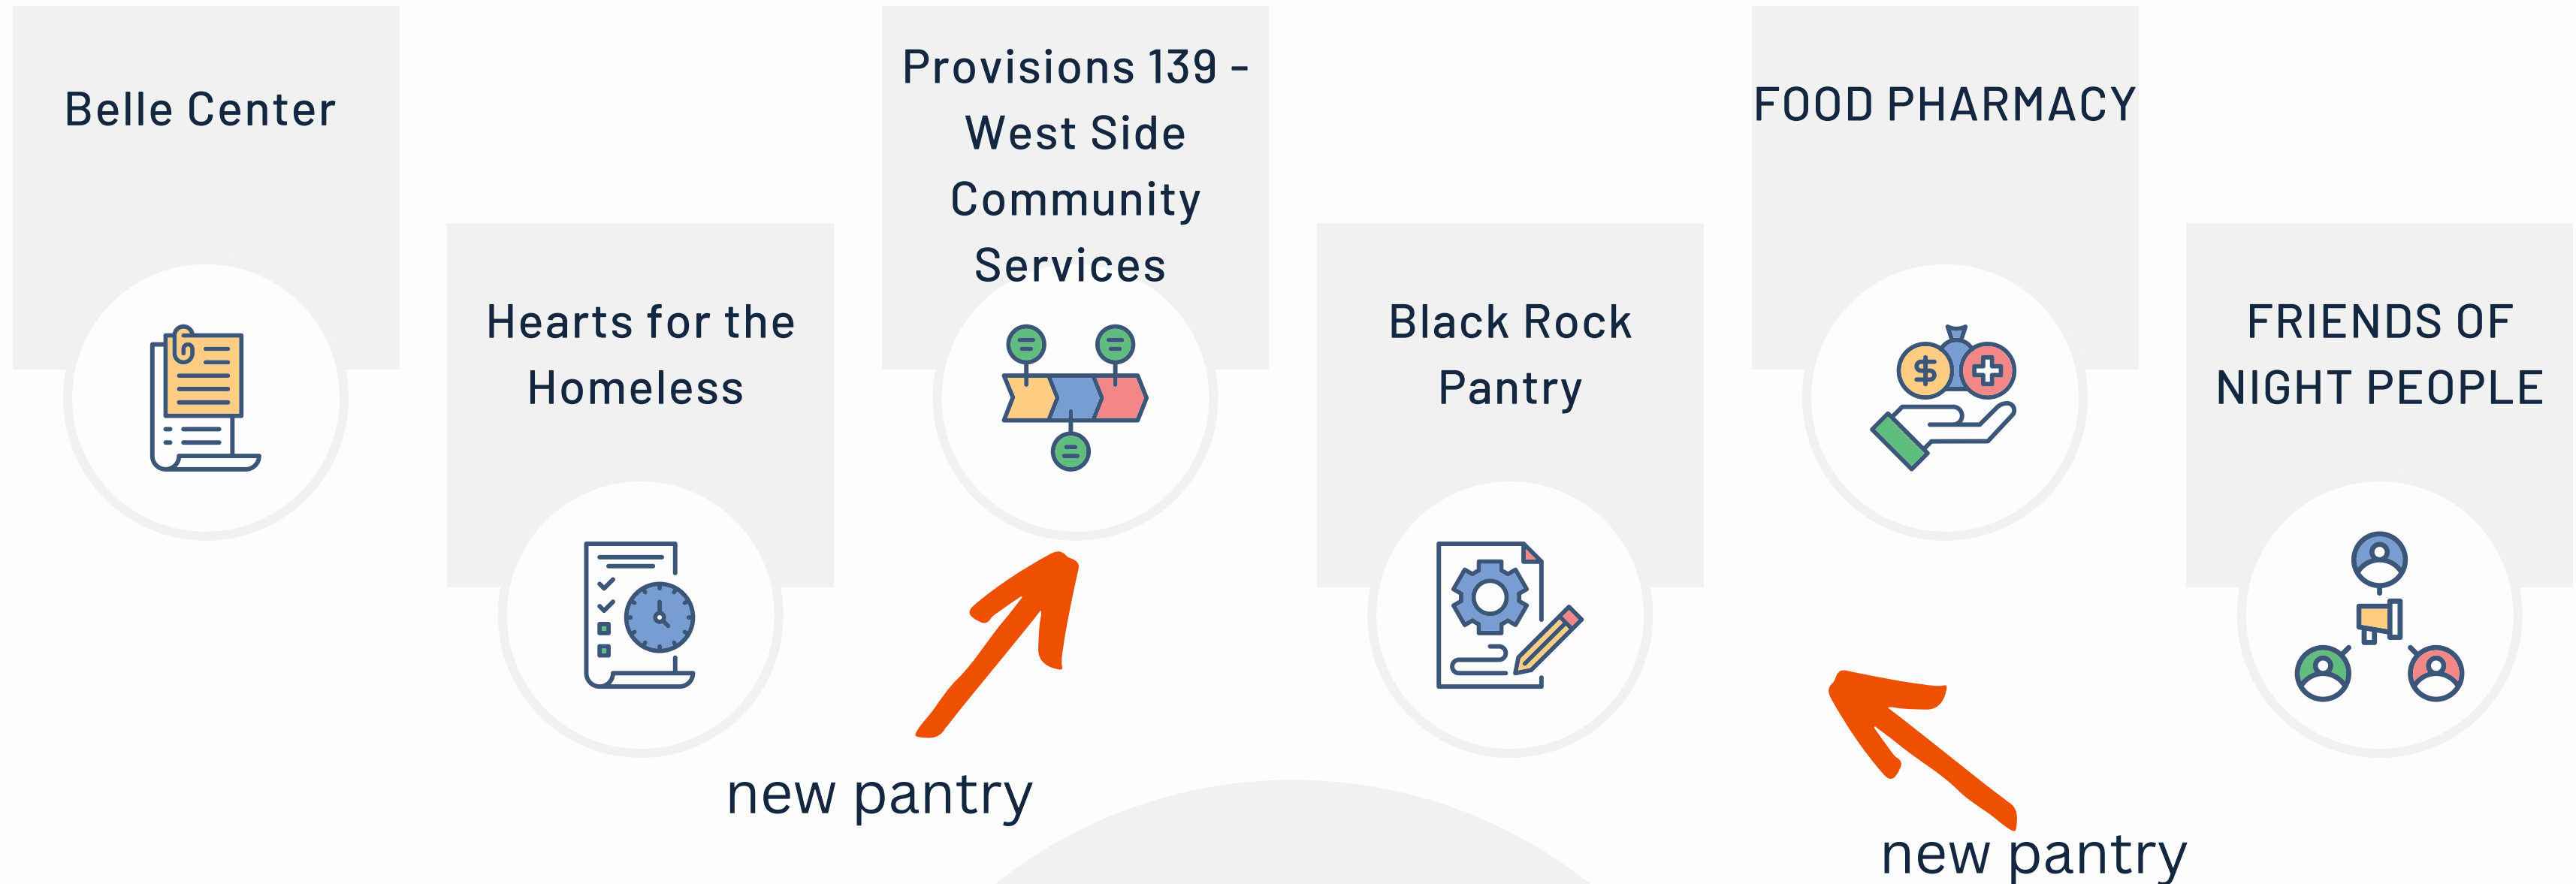 Belle Center
Hearts for the
Homeless
Provisions 139 -
West Side
Community
Services
Black Rock
Pantry
FOOD PHARMACY
FRIENDS OF
NIGHT PEOPLE
new pantry
new pantry